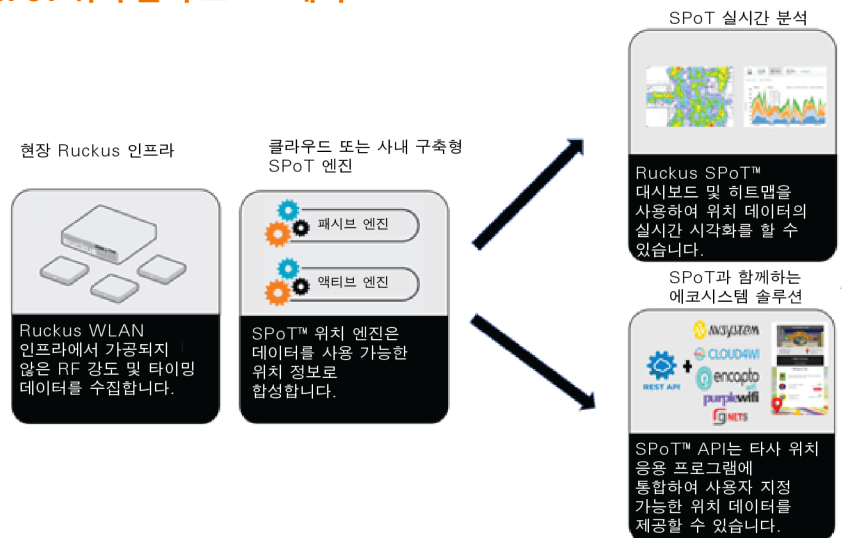 현장 Ruckus 인프라
Ruckus WLAN
인프라에서 가공되지
않은 RF 강도 및 타이밍
데이터를 수집합니다.
클라우드 또는 사내 구축형
SPoT 엔진
패시브 엔진
액티브 엔진
SPoT™ 위치 엔진은
데이터를 사용 가능한
위치 정보로
합성합니다.
SPoT 실시간 분석
Ruckus SPoT™
대시보드 및 히트맵을
사용하여 위치 데이터의
실시간 시각화를 할 수
있습니다.
SPoT과 함께하는
에코시스템 솔루션
REST API
AVSYSTEM
CLOUD4WI
encapto
wifi
purplewifi
GNETS
SPoT™ API는 타사 위치
응용 프로그램에
통합하여 사용자 지정
가능한 위치 데이터를
제공할 수 있습니다.